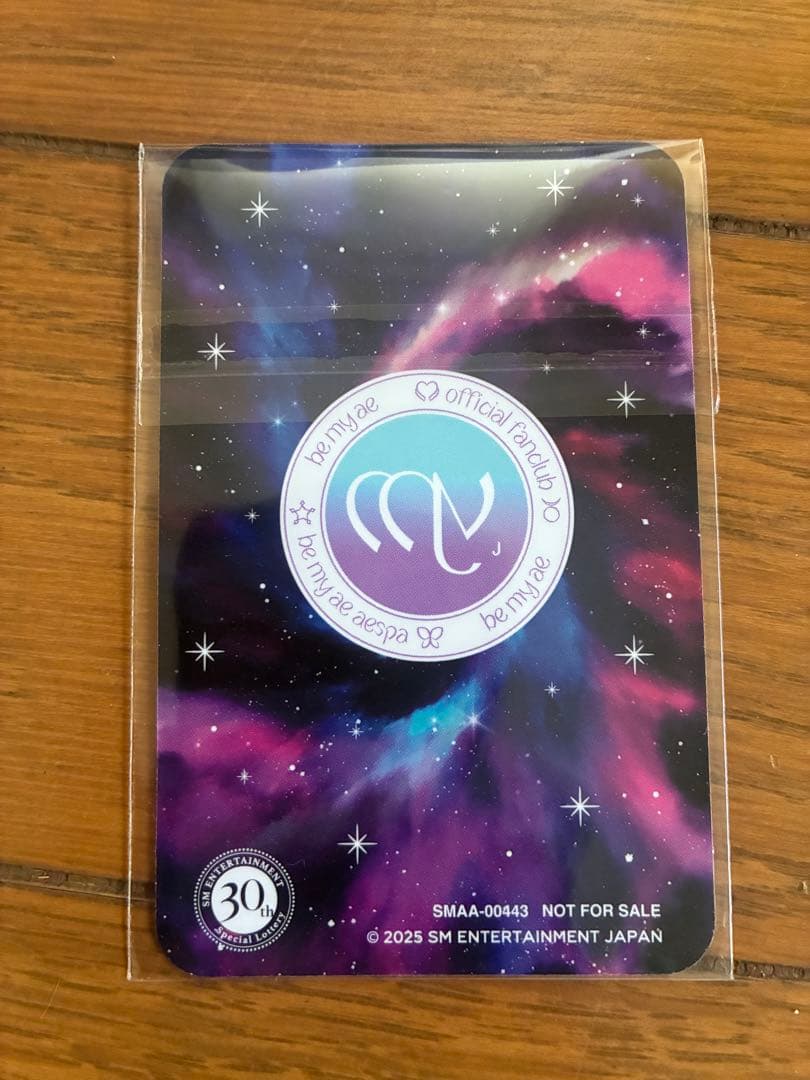 be my ae
official fanclub
be my ae
be my ae aespa
my J
SM ENTERTAINMENT
30th
Special Lottery
SMAA-00443 NOT FOR SALE
© 2025 SM ENTERTAINMENT JAPAN